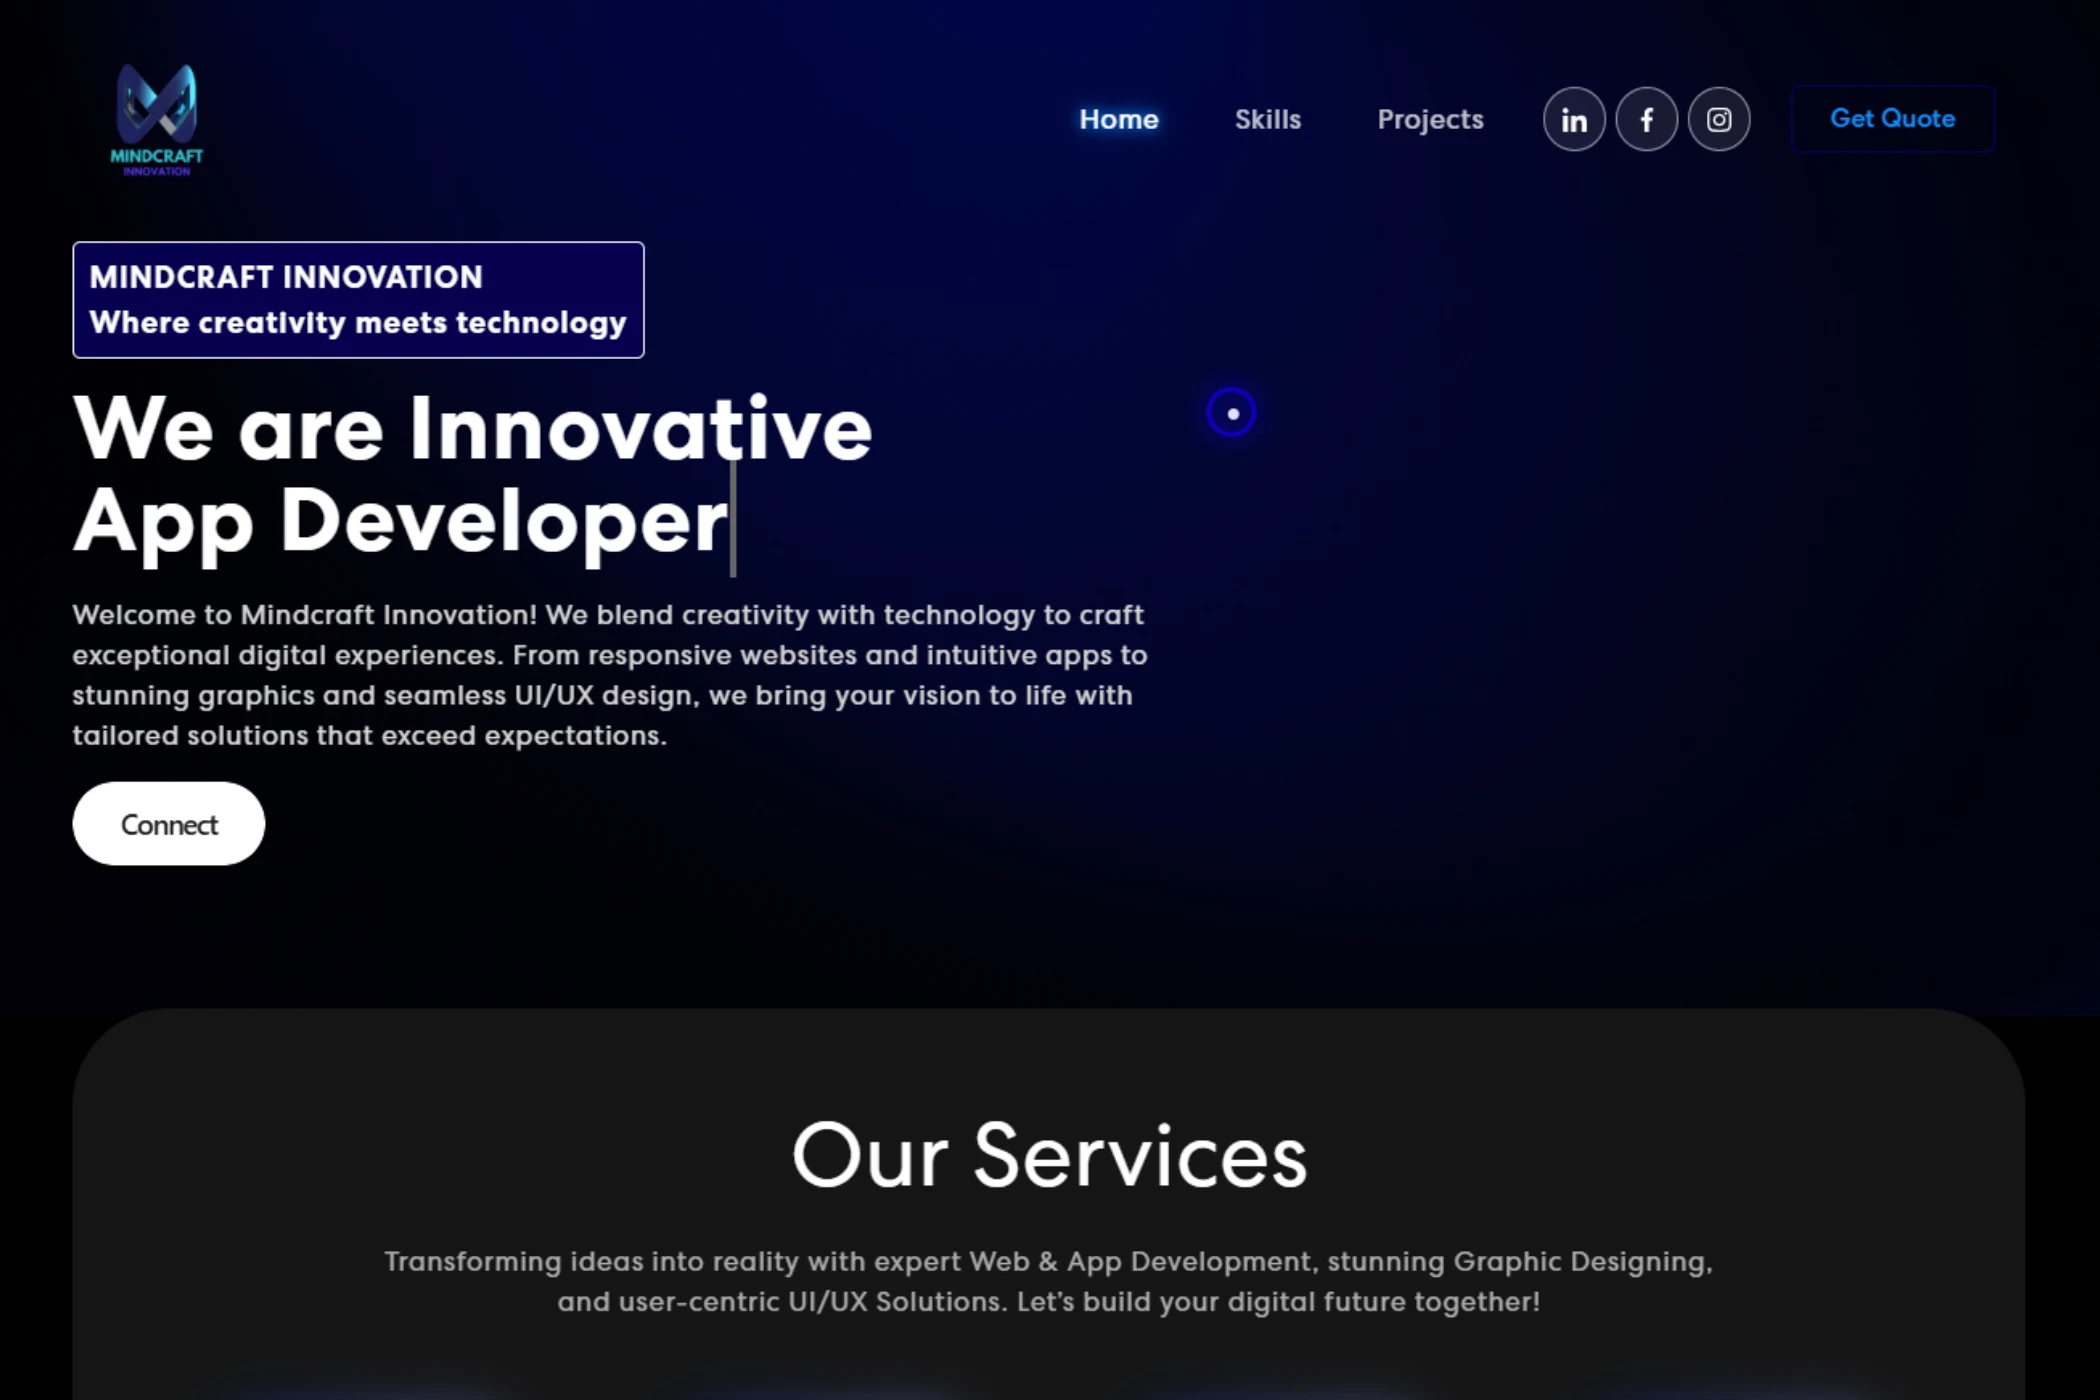 MINDCRAFT
INNOVATION
Home
Skills
Projects
in
f
Get Quote
MINDCRAFT INNOVATION
Where creativity meets technology
We are Innovative
App Developer
Welcome to Mindcraft Innovation! We blend creativity with technology to craft
exceptional digital experiences. From responsive websites and intuitive apps to
stunning graphics and seamless UI/UX design, we bring your vision to life with
tailored solutions that exceed expectations.
Connect
Our Services
Transforming ideas into reality with expert Web & App Development, stunning Graphic Designing,
and user-centric UI/UX Solutions. Let's build your digital future together!